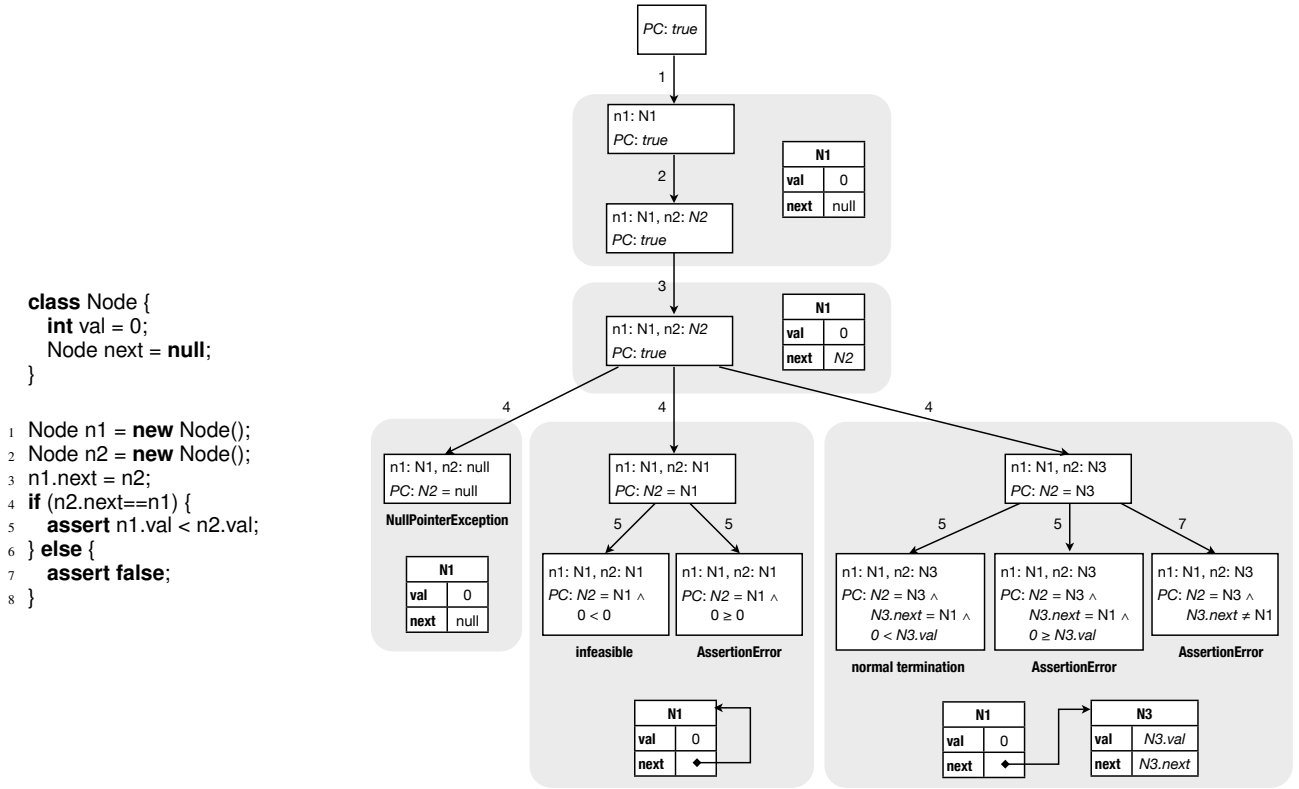 class Node {
int val = 0;
Node next = null;
}
1 Node n1 = new Node();
2 Node n2 = new Node();
3 n1.next = n2;
4 if (n2.next==n1) {
5 assert n1.val < n2.val;
6 } else {
7 assert false;
8 }
PC: true
1
n1: N1
PC: true
2
n1: N1, n2: N2
PC: true
N1
val 0
next null
3
n1: N1, n2: N2
PC: true
N1
val 0
next N2
4
4
4
n1: N1, n2: null
PC: N2 = null
NullPointerException
N1
val 0
next null
n1: N1, n2: N1
PC: N2 = N1
5
5
n1: N1, n2: N1
PC: N2 = N1 ∧
0 < 0
infeasible
n1: N1, n2: N1
PC: N2 = N1 ∧
0 ≥ 0
AssertionError
N1
val 0
next
n1: N1, n2: N3
PC: N2 = N3
5
5
7
n1: N1, n2: N3
PC: N2 = N3 ∧
N3.next = N1 ∧
0 < N3.val
normal termination
n1: N1, n2: N3
PC: N2 = N3 ∧
N3.next = N1 ∧
0 ≥ N3.val
AssertionError
n1: N1, n2: N3
PC: N2 = N3 ∧
N3.next ≠ N1
AssertionError
N1
val 0
next
N3
val N3.val
next N3.next